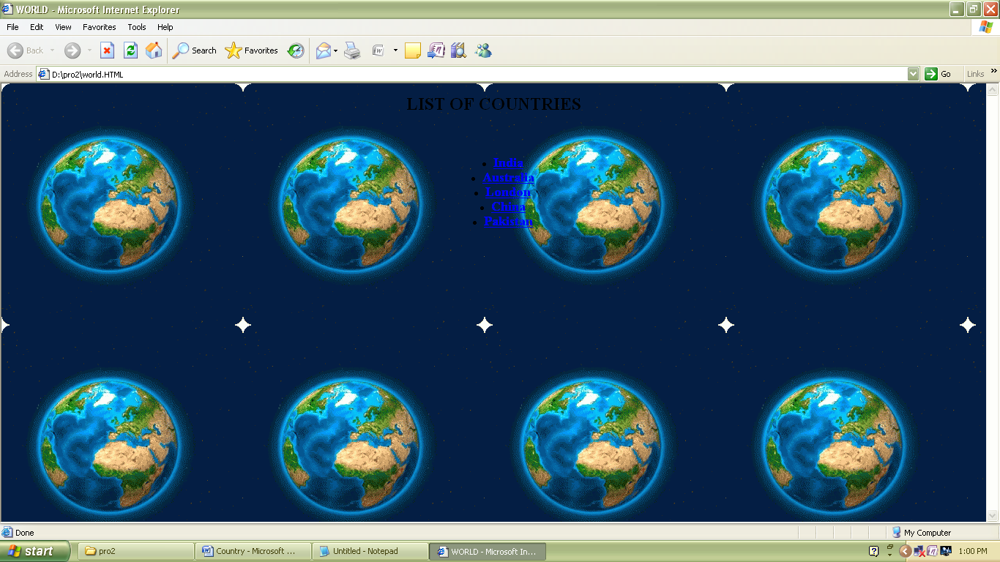 WORLD - Microsoft Internet Explorer
File Edit View Favorites Tools Help
Back Search Favorites
Address D:\pro2\world.HTML Go Links
LIST OF COUNTRIES
India
Australia
London
China
Pakistan
Done My Computer
start pro2 Country - Microsoft ... Untitled - Notepad WORLD - Microsoft In... 1:00 PM